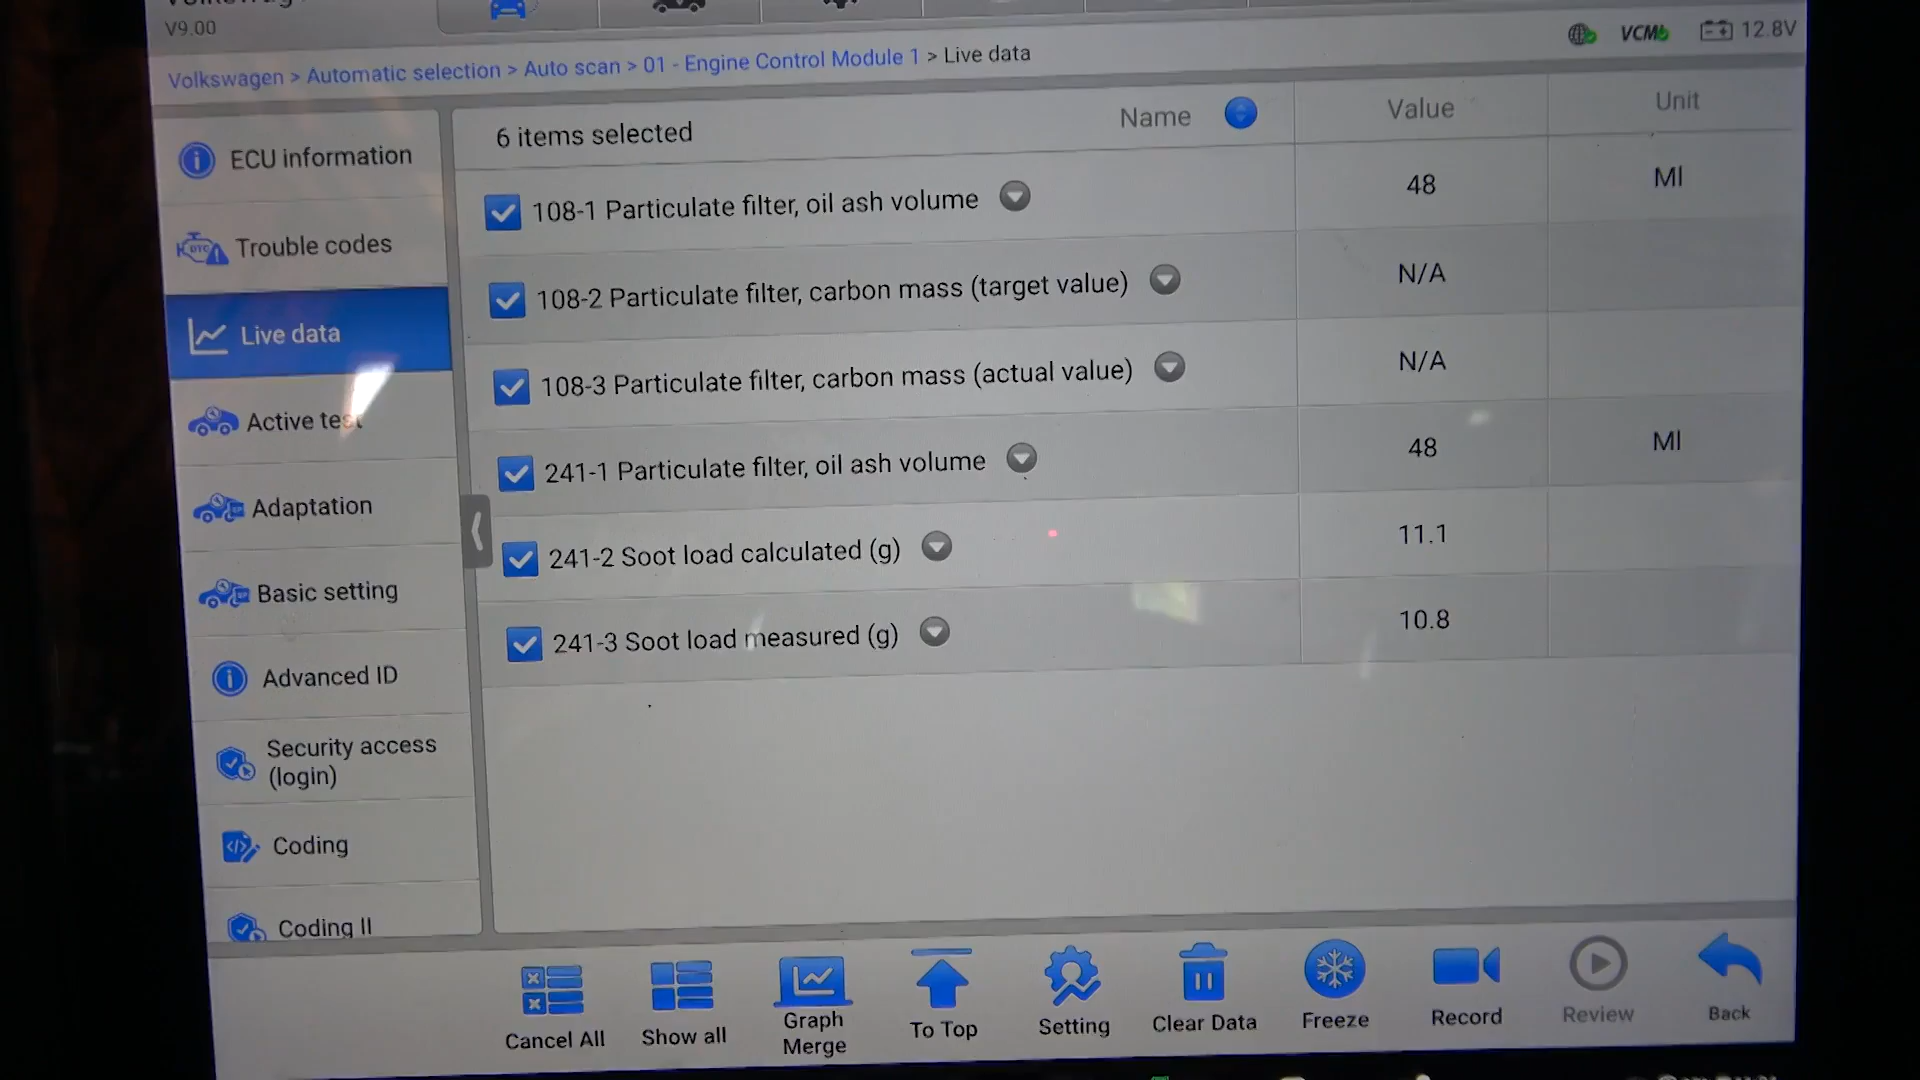 V9.00
VCM
12.8V
Volkswagen > Automatic selection > Auto scan > 01 - Engine Control Module 1 > Live data
6 items selected
Name
Value
Unit
ECU information
Trouble codes
Live data
Active test
Adaptation
Basic setting
Advanced ID
Security access
(login)
Coding
Coding II
108-1 Particulate filter, oil ash volume
48
Ml
108-2 Particulate filter, carbon mass (target value)
N/A
108-3 Particulate filter, carbon mass (actual value)
N/A
241-1 Particulate filter, oil ash volume
48
Ml
241-2 Soot load calculated (g)
11.1
241-3 Soot load measured (g)
10.8
Cancel All
Show all
Graph
Merge
To Top
Setting
Clear Data
Freeze
Record
Review
Back